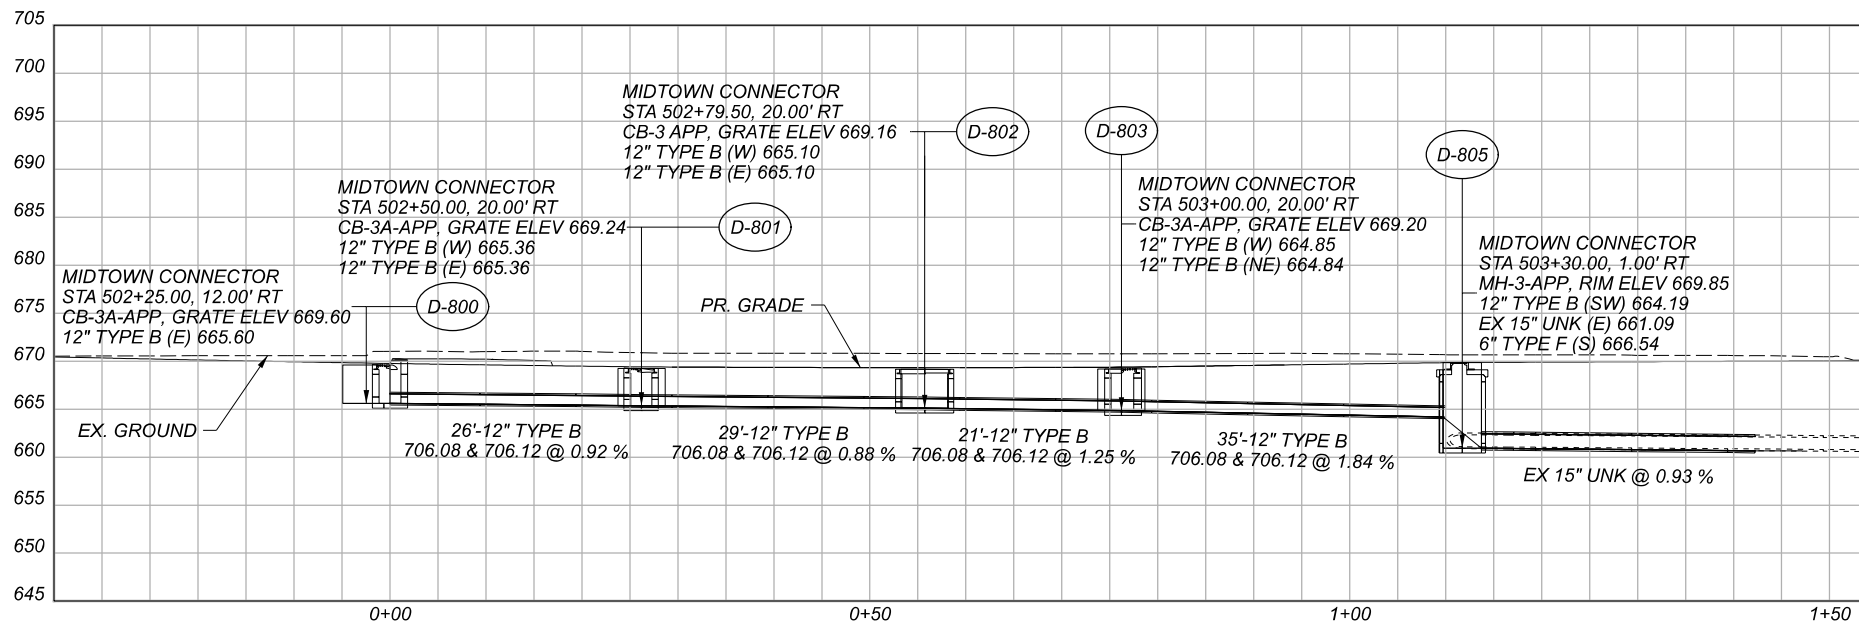 705
700
695
690
685
680
675
670
665
660
655
650
645
MIDTOWN CONNECTOR
STA 502+25.00, 12.00' RT
CB-3A-APP, GRATE ELEV 669.60
12" TYPE B (E) 665.60
D-800
MIDTOWN CONNECTOR
STA 502+50.00, 20.00' RT
CB-3A-APP, GRATE ELEV 669.24
12" TYPE B (W) 665.36
12" TYPE B (E) 665.36
D-801
MIDTOWN CONNECTOR
STA 502+79.50, 20.00' RT
CB-3 APP, GRATE ELEV 669.16
12" TYPE B (W) 665.10
12" TYPE B (E) 665.10
D-802
D-803
MIDTOWN CONNECTOR
STA 503+00.00, 20.00' RT
CB-3A-APP, GRATE ELEV 669.20
12" TYPE B (W) 664.85
12" TYPE B (NE) 664.84
D-805
MIDTOWN CONNECTOR
STA 503+30.00, 1.00' RT
MH-3-APP, RIM ELEV 669.85
12" TYPE B (SW) 664.19
EX 15" UNK (E) 661.09
6" TYPE F (S) 666.54
PR. GRADE
EX. GROUND
26'-12" TYPE B
706.08 & 706.12 @ 0.92 %
29'-12" TYPE B
706.08 & 706.12 @ 0.88 %
21'-12" TYPE B
706.08 & 706.12 @ 1.25 %
35'-12" TYPE B
706.08 & 706.12 @ 1.84 %
EX 15" UNK @ 0.93 %
0+00
0+50
1+00
1+50